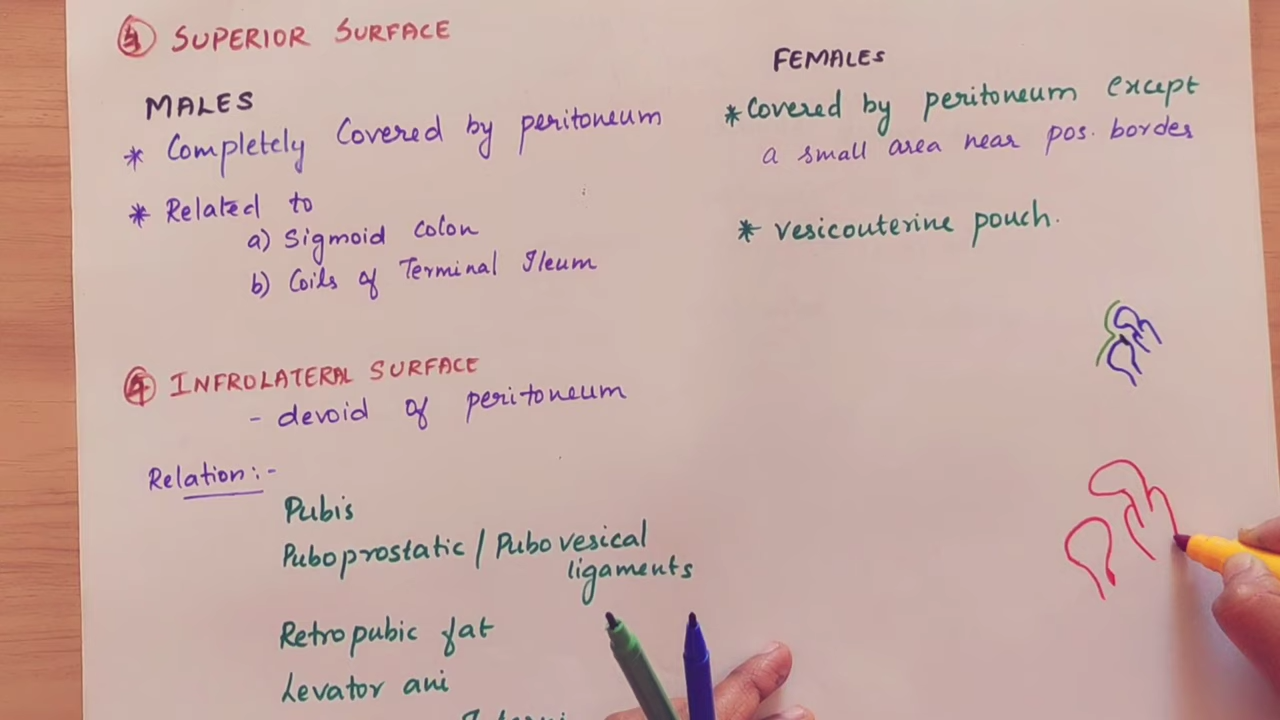 3 SUPERIOR SURFACE
MALES
* Completely Covered by peritoneum
* Related to
a) Sigmoid colon
b) Coils of Terminal Ileum
FEMALES
* Covered by peritoneum except
a small area near pos. border
* vesicouterine pouch.
4 INFROLATERAL SURFACE
- devoid of peritoneum
Relation:-
Pubis
Puboprostatic / Pubovesical
ligaments
Retropubic fat
Levator ani